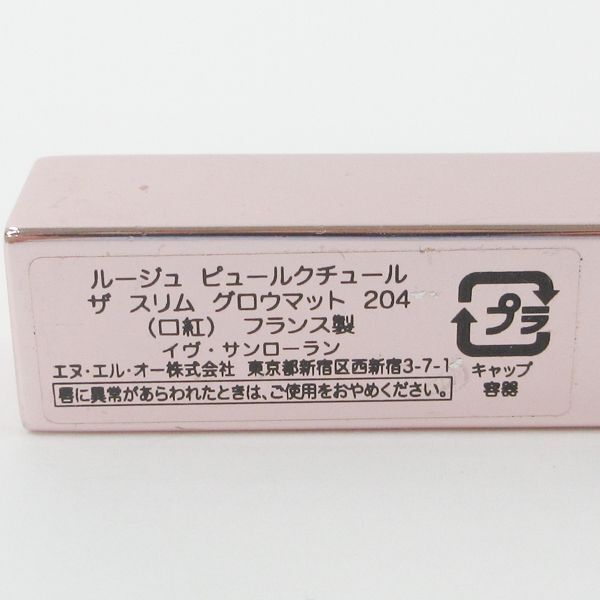 ルージュ ピュールクチュール
ザ スリム グロウマット 204
(口紅) フランス製
イヴ・サンローラン
エヌ・エル・オー株式会社 東京都新宿区西新宿3-7-1
唇に異常があらわれたときは、ご使用をおやめください。
プラ
キャップ
容器